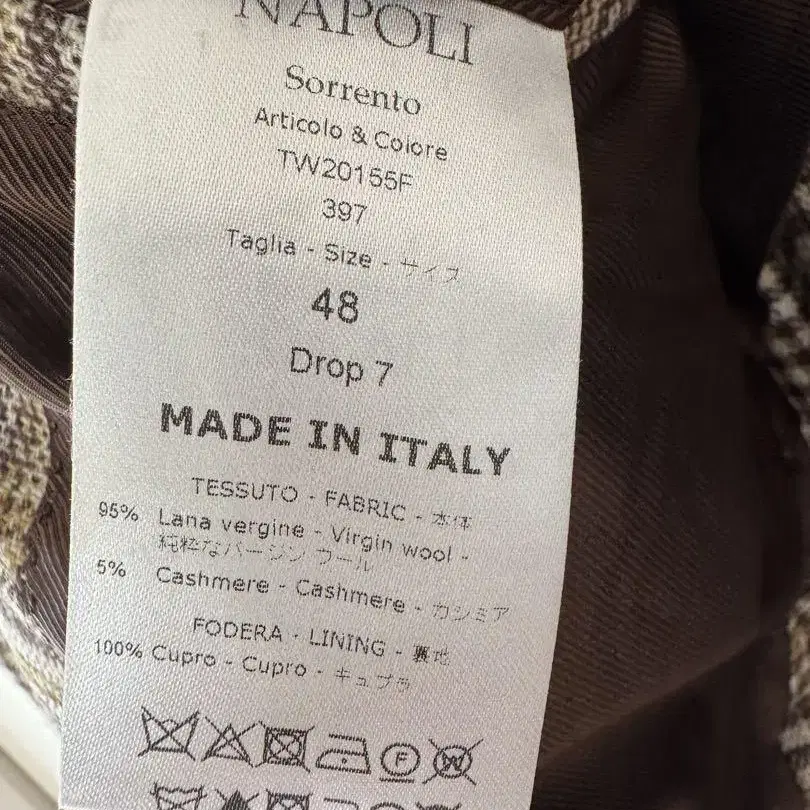 NAPOLI
Sorrento
Articolo & Colore
TW20155F
397
Taglia - Size - サイズ
48
Drop 7
MADE IN ITALY
TESSUTO - FABRIC - 本体
95% Lana vergine - Virgin wool -
純粋なバージン ウール
5% Cashmere - Cashmere - カシミア
FODERA - LINING - 裏地
100% Cupro - Cupro - キュプラ
F W